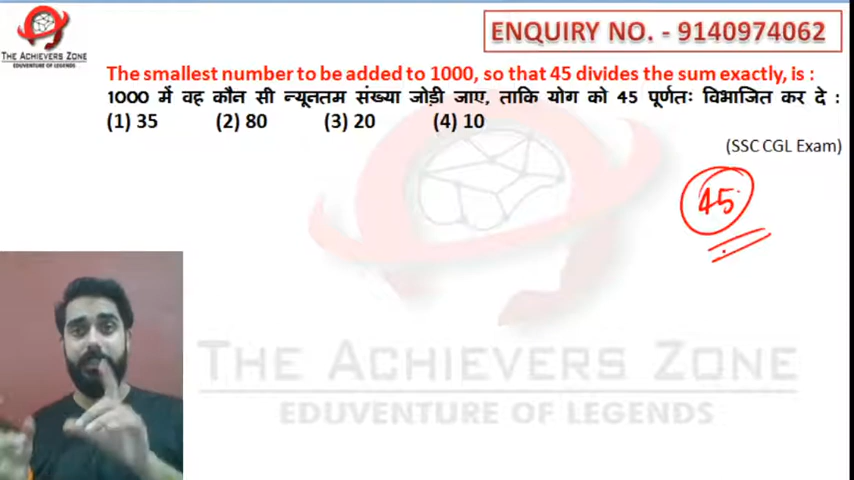 THE ACHIEVERS ZONE
EDUVENTURE OF LEGENDS
ENQUIRY NO. - 9140974062
The smallest number to be added to 1000, so that 45 divides the sum exactly, is :
1000 में वह कौन सी न्यूनतम संख्या जोड़ी जाए, ताकि योग को 45 पूर्णतः विभाजित कर दे :
(1) 35 (2) 80 (3) 20 (4) 10
(SSC CGL Exam)
45
THE ACHIEVERS ZONE
EDUVENTURE OF LEGENDS